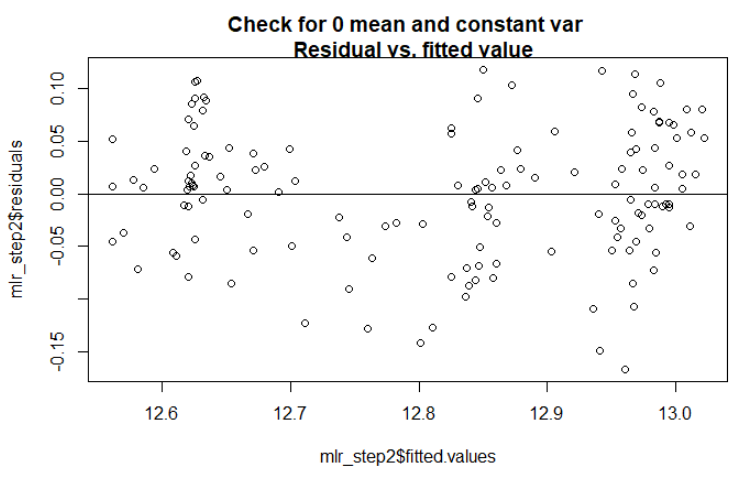 Check for 0 mean and constant var
Residual vs. fitted value
mlr_step2$residuals
0.10
0.05
0.00
-0.05
-0.15
12.6 12.7 12.8 12.9 13.0
mlr_step2$fitted.values